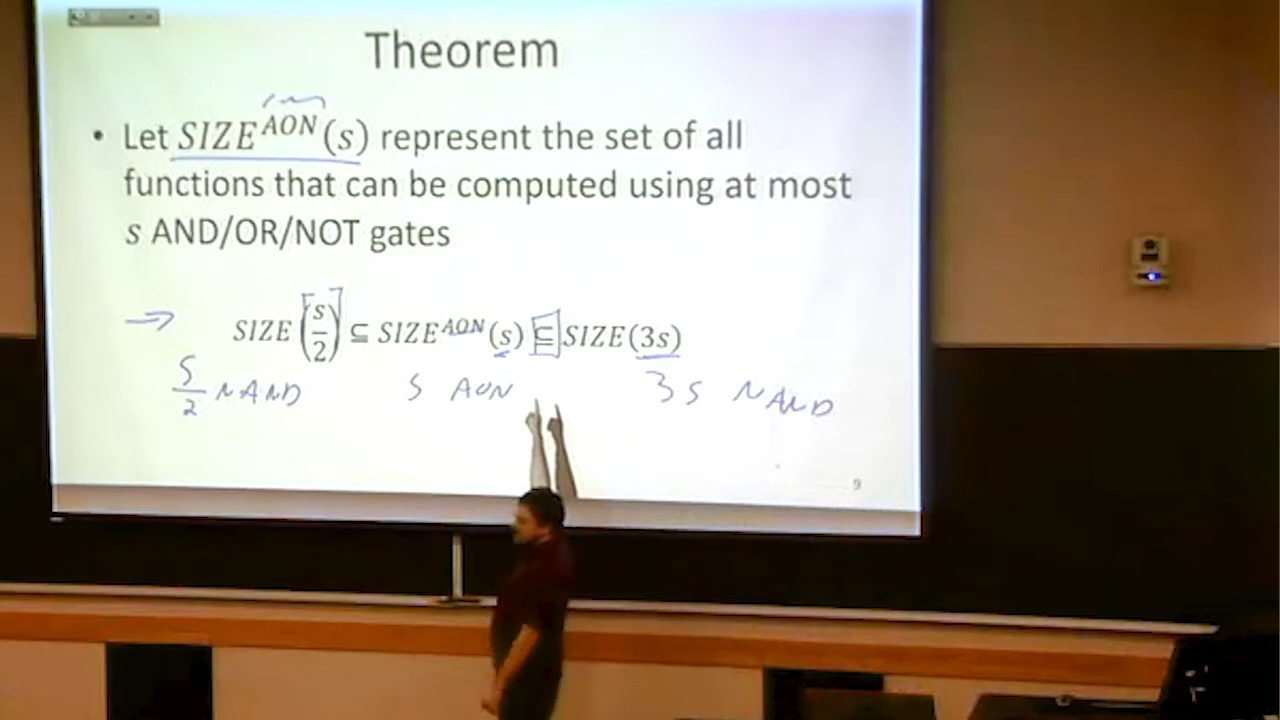 Theorem
• Let SIZE^AON(s) represent the set of all
functions that can be computed using at most
s AND/OR/NOT gates
SIZE(s/2) ⊆ SIZE^AON(s) ⊆ SIZE(3s)
s/2 NAND   s AON   3s NAND
9